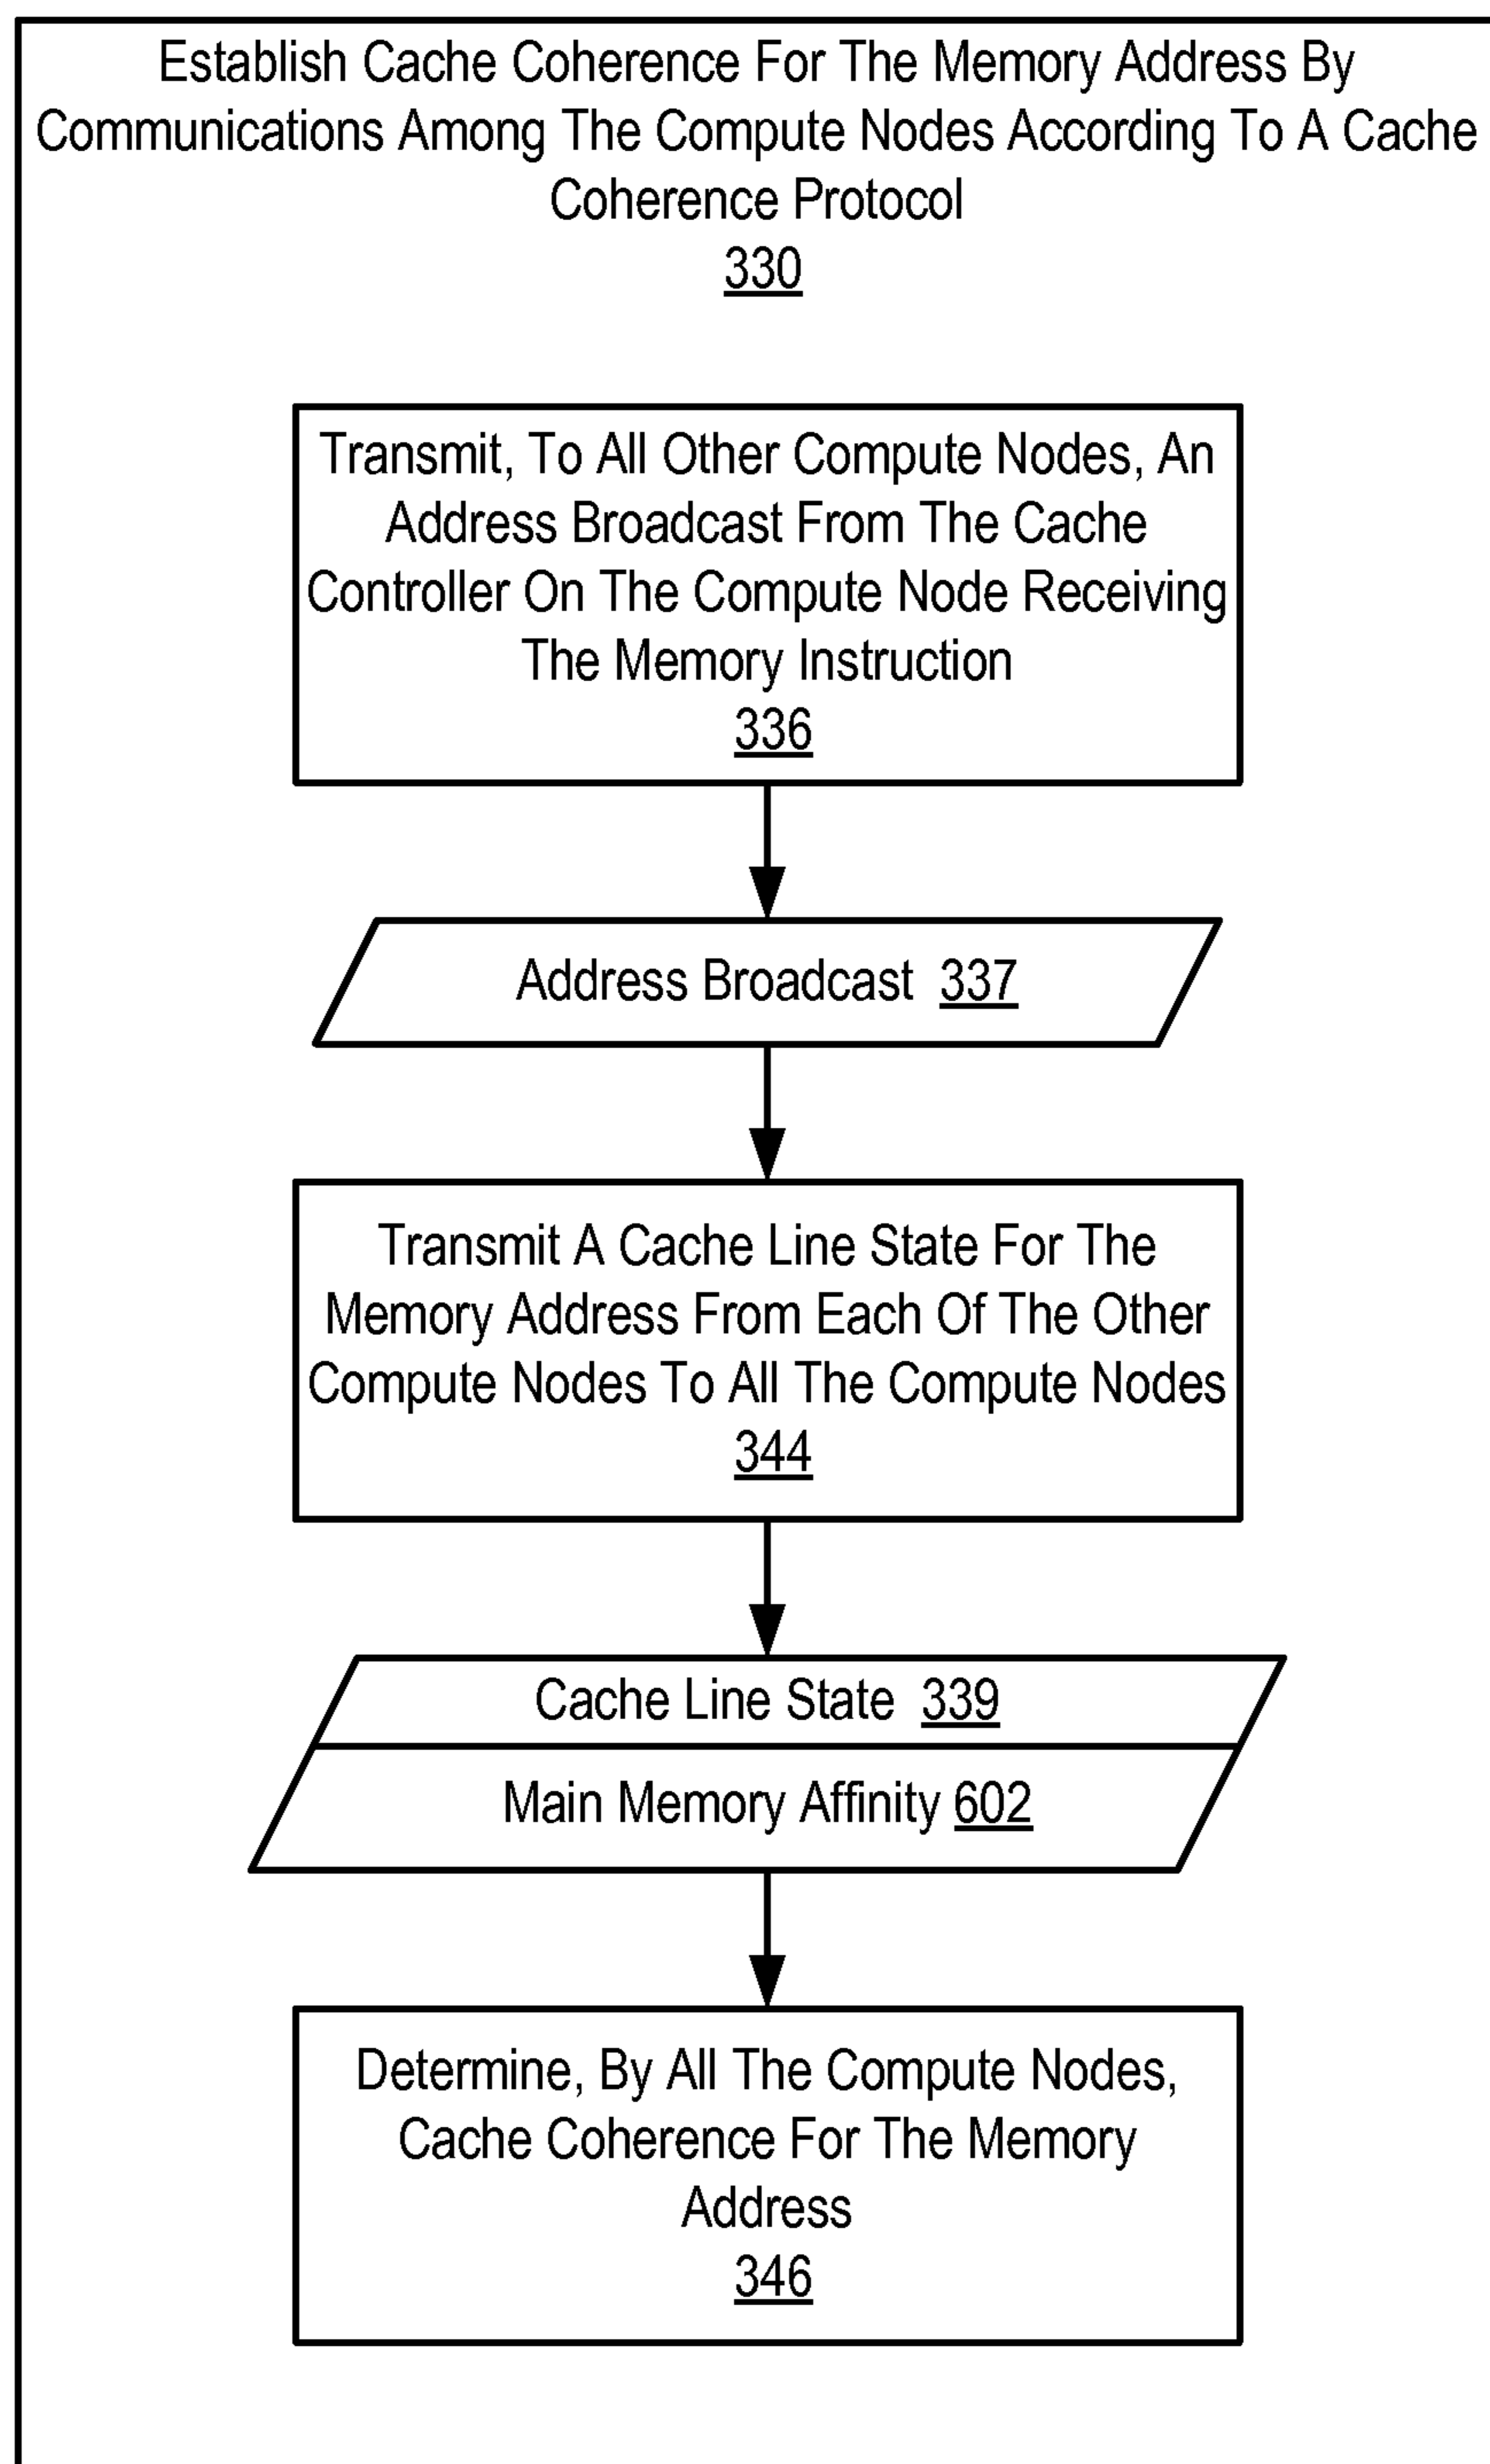 Establish Cache Coherence For The Memory Address By
Communications Among The Compute Nodes According To A Cache
Coherence Protocol
330
Transmit, To All Other Compute Nodes, An
Address Broadcast From The Cache
Controller On The Compute Node Receiving
The Memory Instruction
336
Address Broadcast 337
Transmit A Cache Line State For The
Memory Address From Each Of The Other
Compute Nodes To All The Compute Nodes
344
Cache Line State 339
Main Memory Affinity 602
Determine, By All The Compute Nodes,
Cache Coherence For The Memory
Address
346